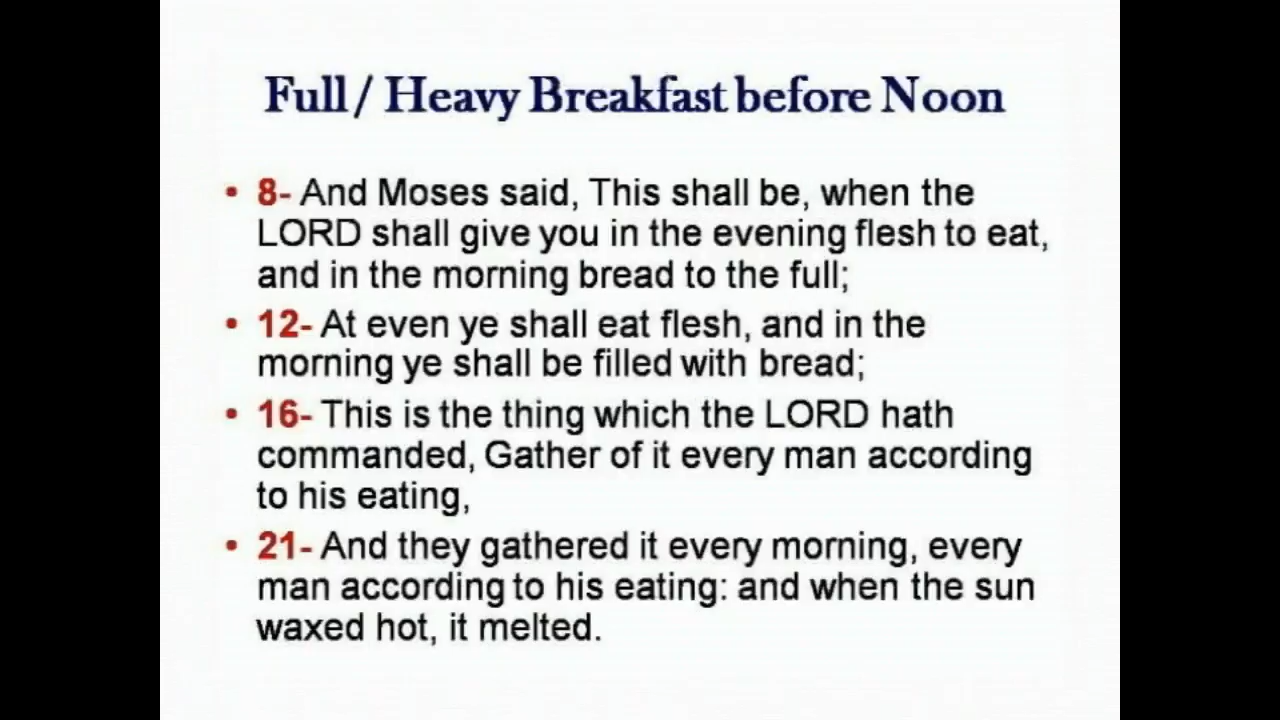 Full / Heavy Breakfast before Noon
• 8- And Moses said, This shall be, when the
LORD shall give you in the evening flesh to eat,
and in the morning bread to the full;
• 12- At even ye shall eat flesh, and in the
morning ye shall be filled with bread;
• 16- This is the thing which the LORD hath
commanded, Gather of it every man according
to his eating,
• 21- And they gathered it every morning, every
man according to his eating: and when the sun
waxed hot, it melted.